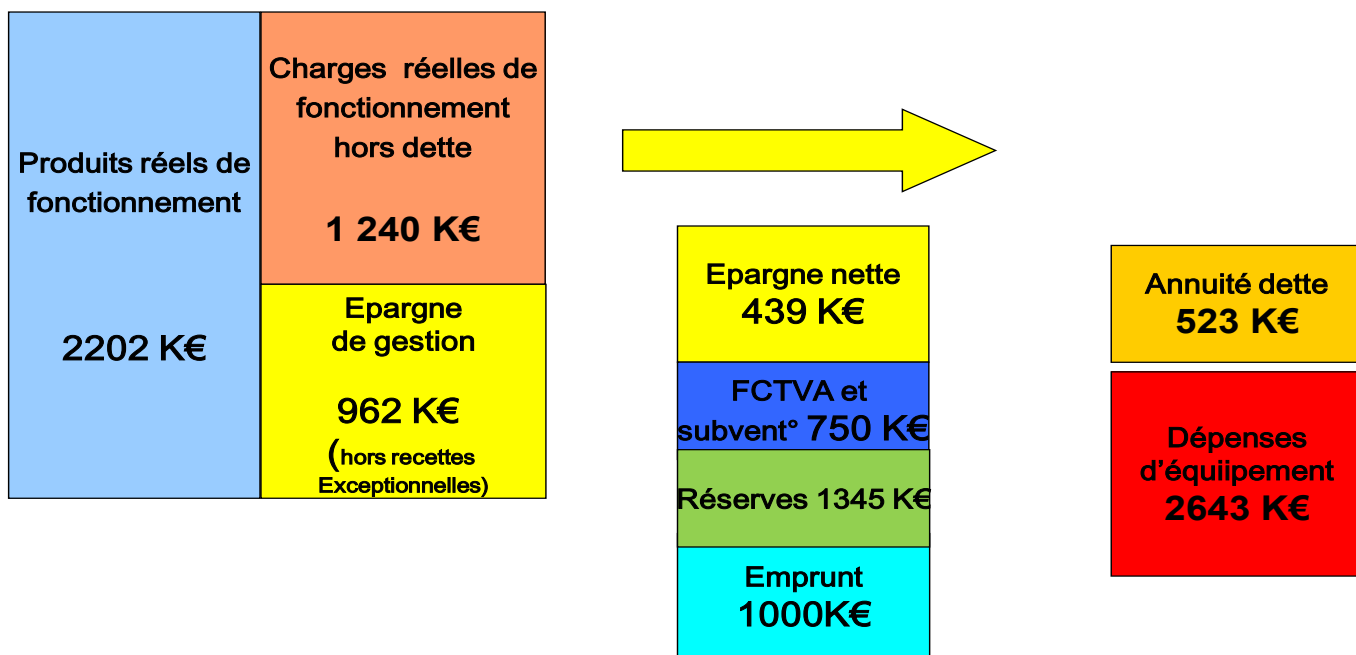 Produits réels de
fonctionnement
2202 K€
Charges réelles de
fonctionnement
hors dette
1 240 K€
Epargne
de gestion
962 K€
(hors recettes
Exceptionnelles)
Epargne nette
439 K€
FCTVA et
subvent° 750 K€
Réserves 1345 K€
Emprunt
1000K€
Annuité dette
523 K€
Dépenses
d'équiipement
2643 K€